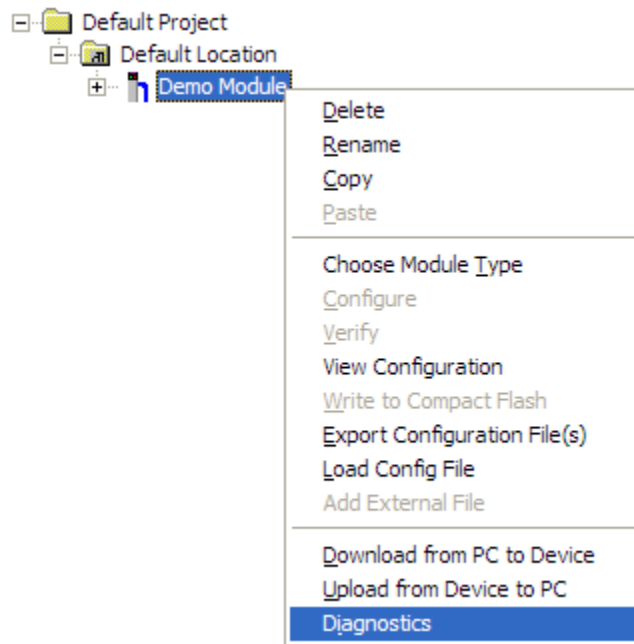 Default Project
Default Location
Demo Module
Delete
Rename
Copy
Paste
Choose Module Type
Configure
Verify
View Configuration
Write to Compact Flash
Export Configuration File(s)
Load Config File
Add External File
Download from PC to Device
Upload from Device to PC
Diagnostics